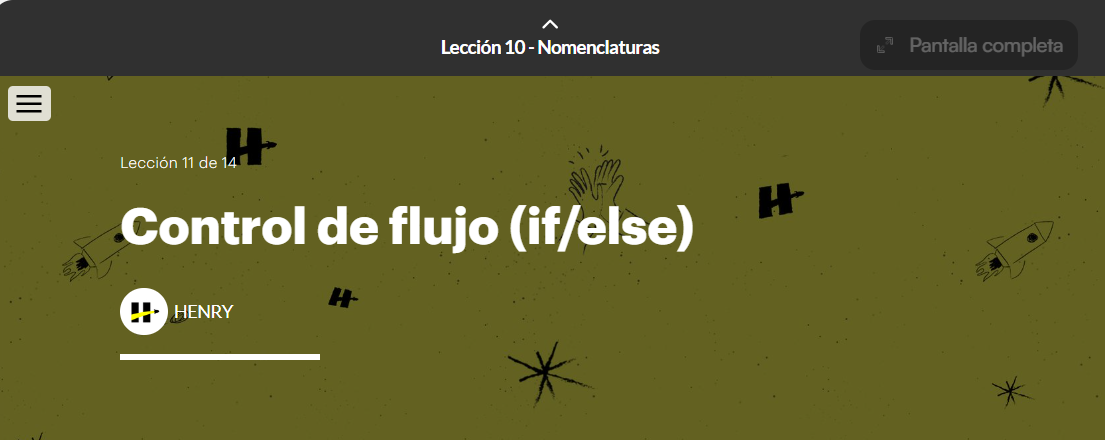 Lección 10 - Nomenclaturas
Pantalla completa
Lección 11 de 14
Control de flujo (if/else)
HENRY